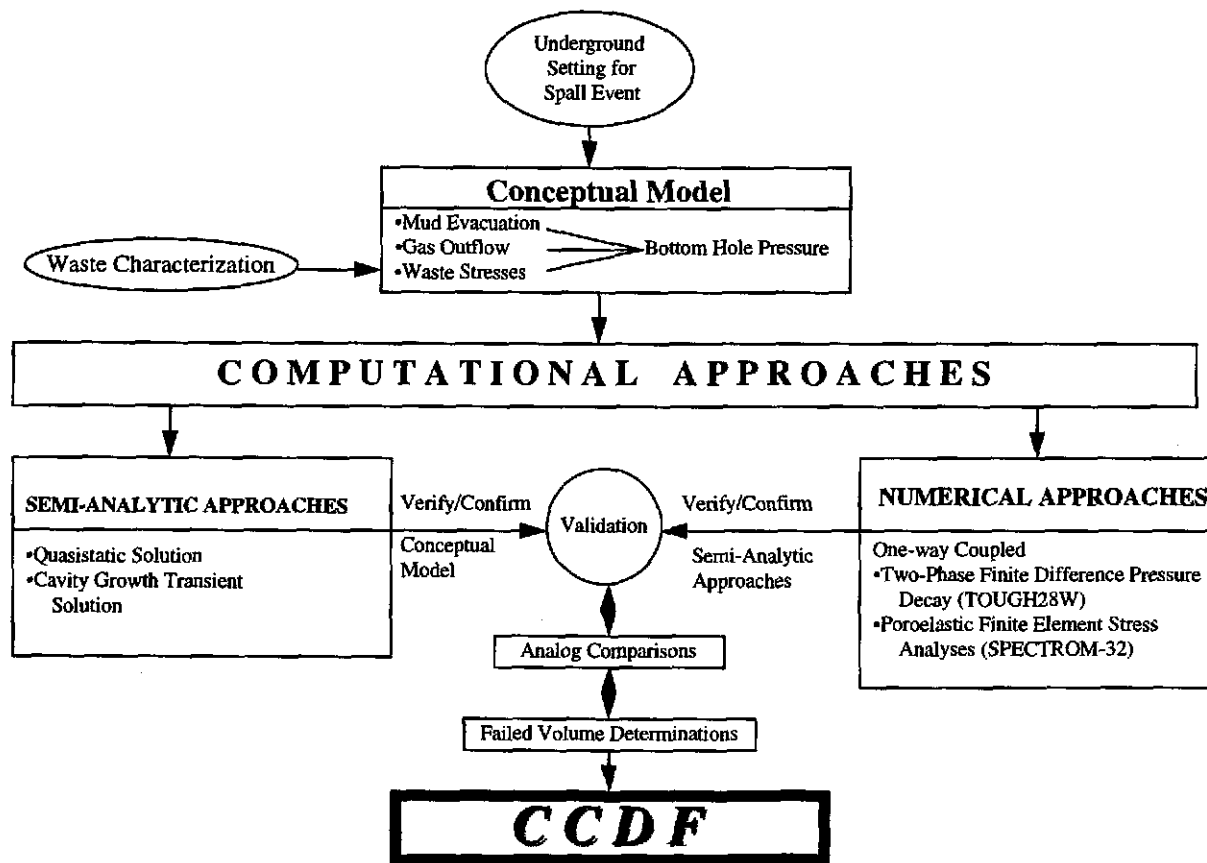 Underground
Setting for
Spall Event
Conceptual Model
•Mud Evacuation
•Gas Outflow
•Waste Stresses
Bottom Hole Pressure
Waste Characterization
COMPUTATIONAL APPROACHES
SEMI-ANALYTIC APPROACHES
•Quasistatic Solution
•Cavity Growth Transient
Solution
Verify/Confirm
Conceptual
Model
Validation
Verify/Confirm
Semi-Analytic
Approaches
NUMERICAL APPROACHES
One-way Coupled
•Two-Phase Finite Difference Pressure
Decay (TOUGH28W)
•Poroelastic Finite Element Stress
Analyses (SPECTROM-32)
Analog Comparisons
Failed Volume Determinations
CCDF